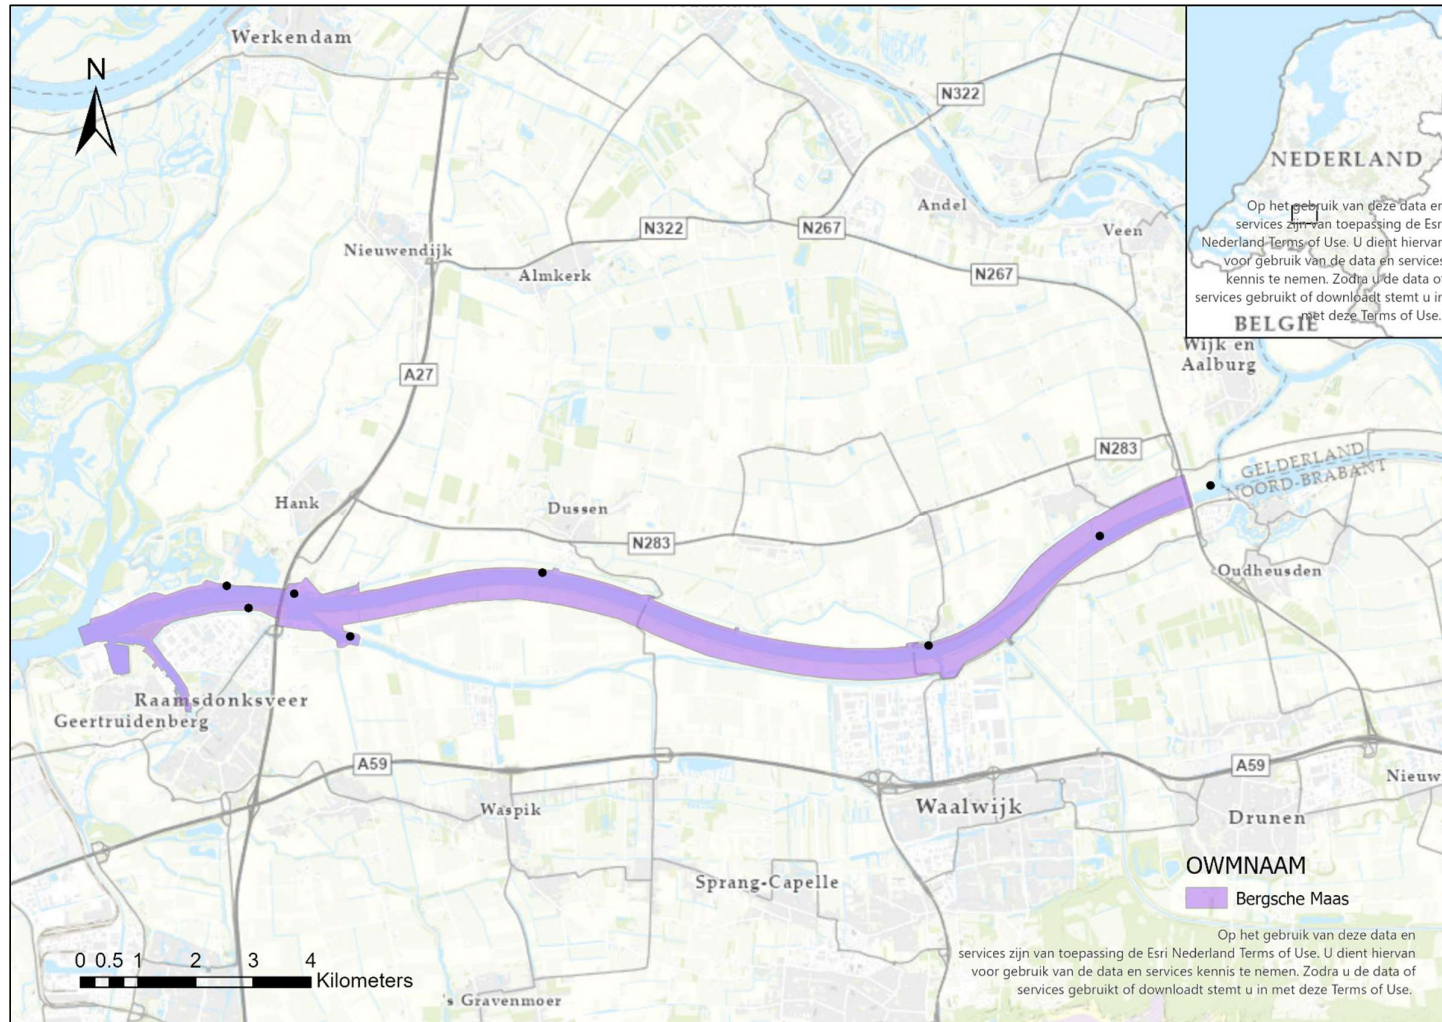 Werkendam
N
N322
NEDERLAND
Op het gebruik van deze data en
services zijn van toepassing de Esri
Nederland Terms of Use. U dient hiervan
voor gebruik van de data en services
kennis te nemen. Zodra u de data of
services gebruikt of downloadt stemt u in
met deze Terms of Use.
BELGIË
Andel
N322
N267
Veen
Nieuwendijk
Almkerk
N267
Wijk en
Aalburg
A27
N283
GELDERLAND
NOORD-BRABANT
Hank
Dussen
N283
Oudheusden
Raamsdonksveer
Geertruidenberg
A59
A59
Nieuw
Waspik
Waalwijk
Drunen
Sprang-Capelle
OWMNAAM
Bergsche Maas
Op het gebruik van deze data en
services zijn van toepassing de Esri Nederland Terms of Use. U dient hiervan
voor gebruik van de data en services kennis te nemen. Zodra u de data of
services gebruikt of downloadt stemt u in met deze Terms of Use.
0 0.5 1 2 3 4
Kilometers
's Gravenmoer